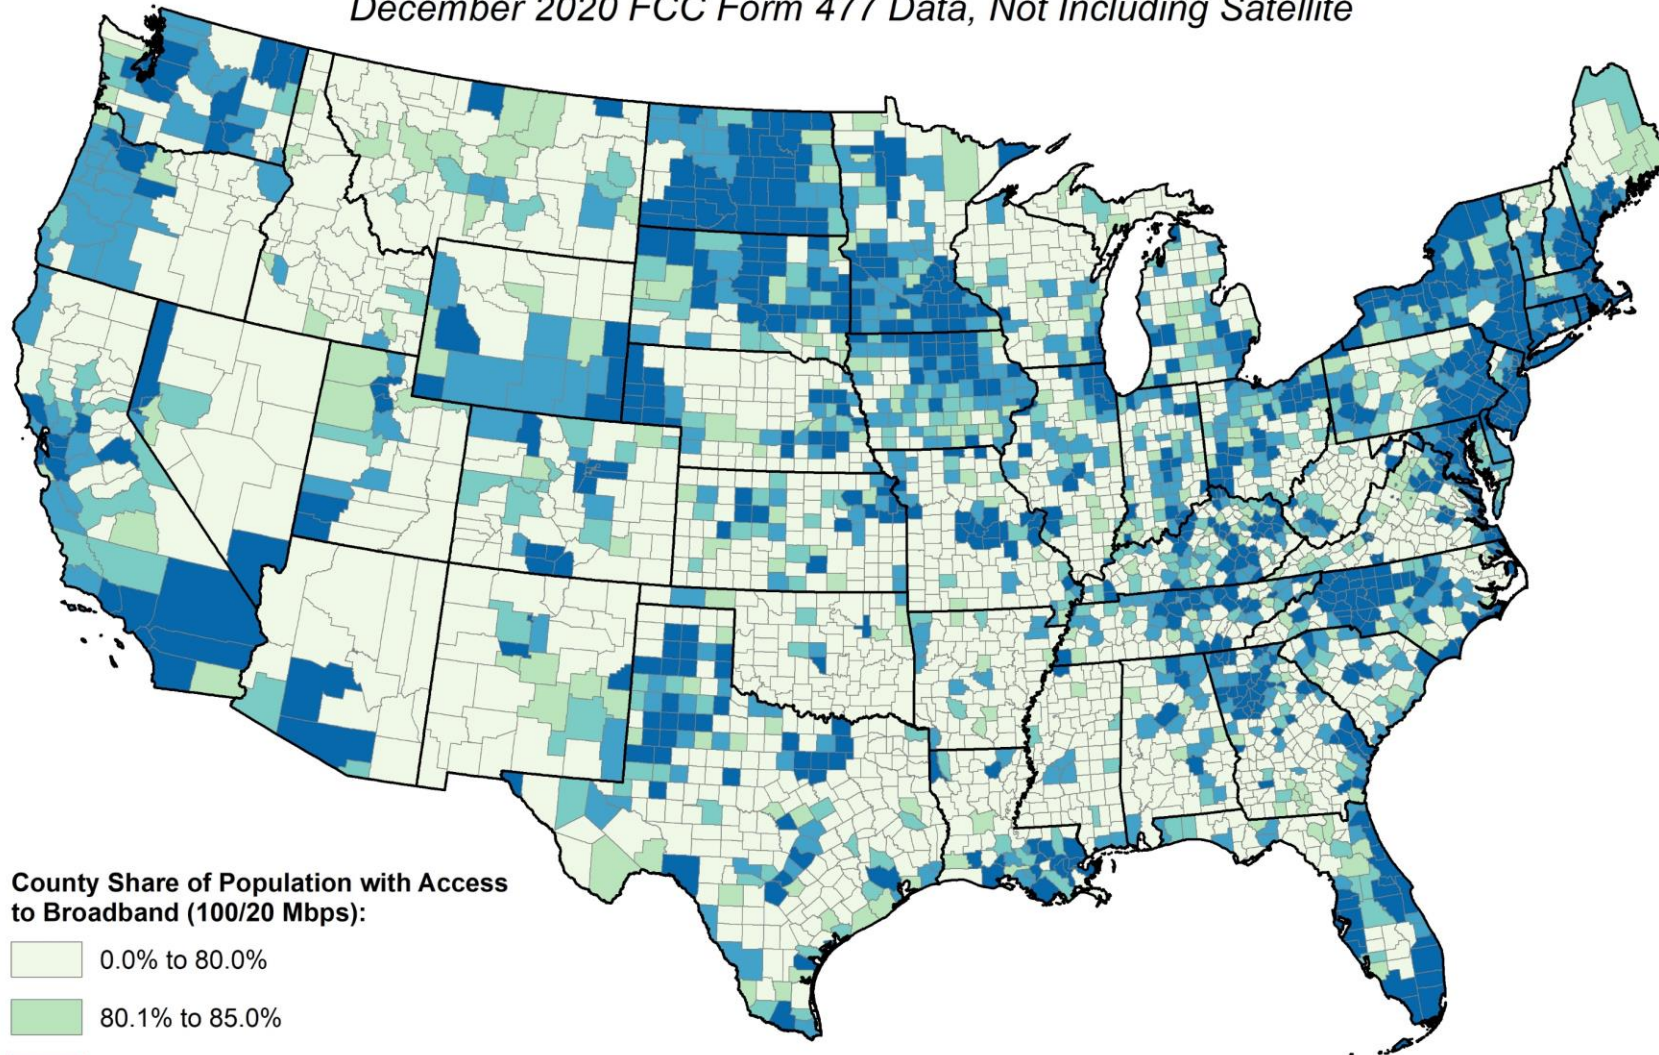 December 2020 FCC Form 477 Data, Not Including Satellite
County Share of Population with Access
to Broadband (100/20 Mbps):
0.0% to 80.0%
80.1% to 85.0%